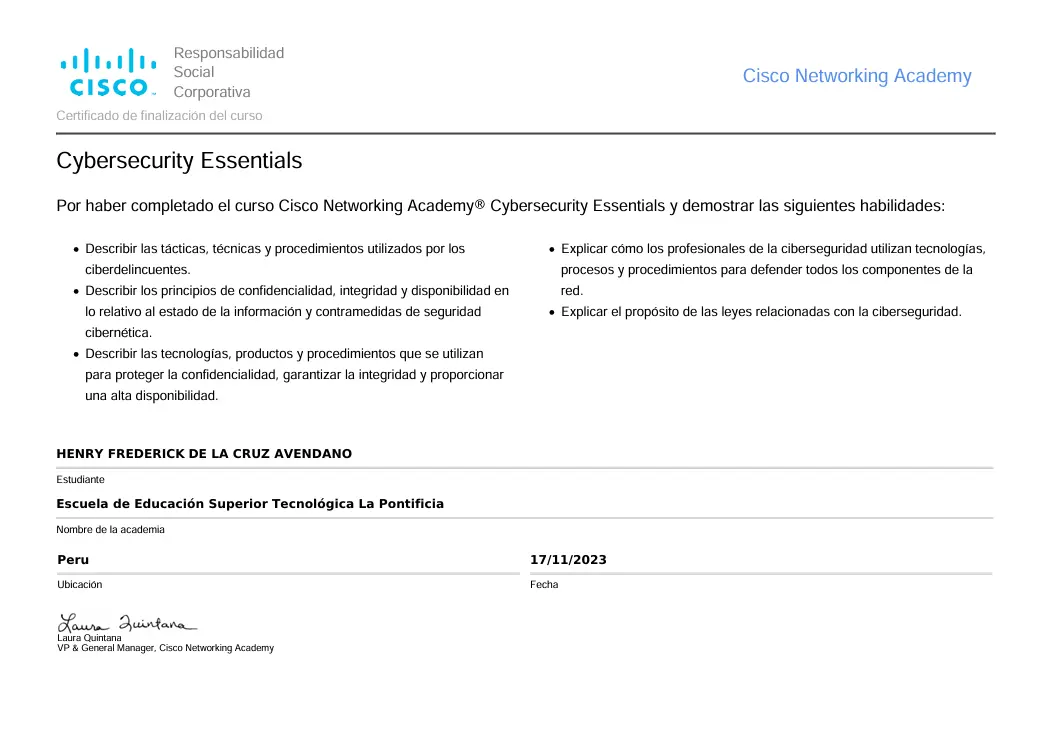 CISCO
Responsabilidad
Social
Corporativa
Cisco Networking Academy
Certificado de finalización del curso
Cybersecurity Essentials
Por haber completado el curso Cisco Networking Academy® Cybersecurity Essentials y demostrar las siguientes habilidades:
• Describir las tácticas, técnicas y procedimientos utilizados por los
ciberdelincuentes.
• Describir los principios de confidencialidad, integridad y disponibilidad en
lo relativo al estado de la información y contramedidas de seguridad
cibernética.
• Describir las tecnologías, productos y procedimientos que se utilizan
para proteger la confidencialidad, garantizar la integridad y proporcionar
una alta disponibilidad.
• Explicar cómo los profesionales de la ciberseguridad utilizan tecnologías,
procesos y procedimientos para defender todos los componentes de la
red.
• Explicar el propósito de las leyes relacionadas con la ciberseguridad.
HENRY FREDERICK DE LA CRUZ AVENDANO
Estudiante
Escuela de Educación Superior Tecnológica La Pontificia
Nombre de la academia
Peru
Ubicación
17/11/2023
Fecha
Laura Quintana
Laura Quintana
VP & General Manager, Cisco Networking Academy